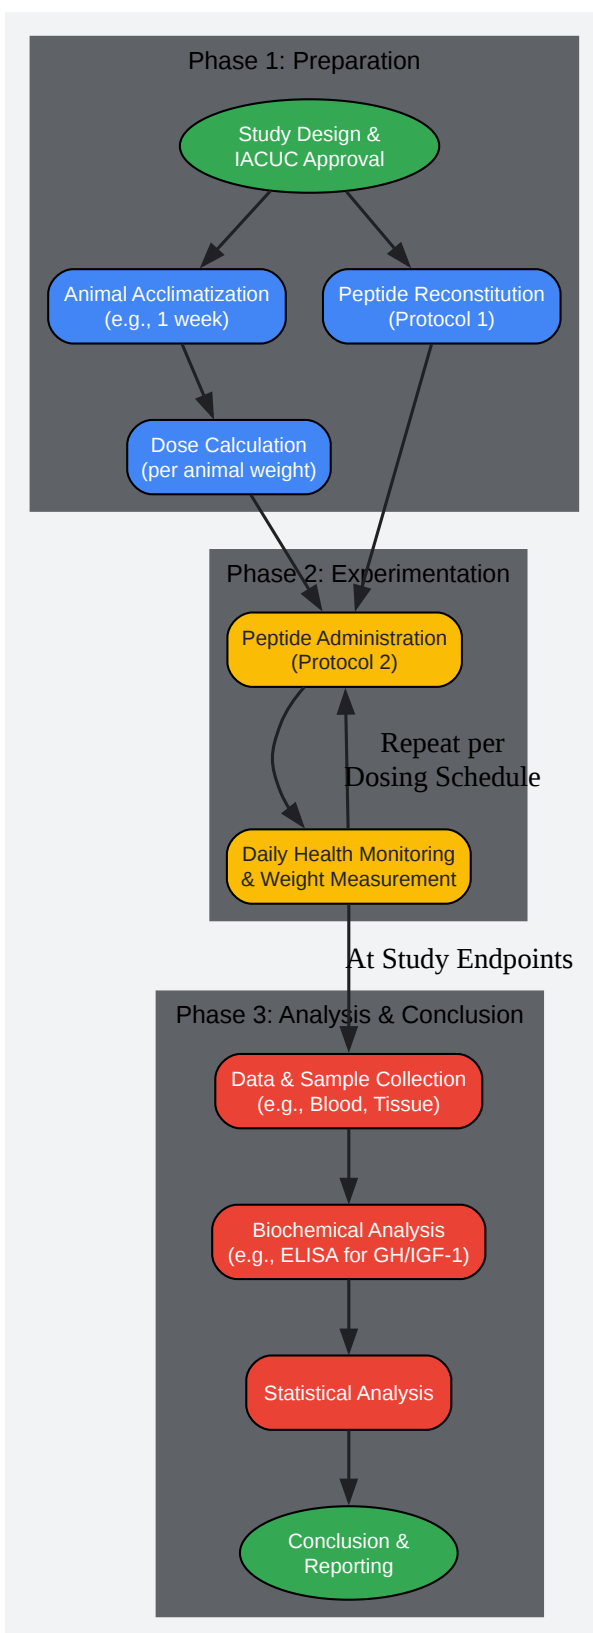 Phase 1: Preparation
Study Design &
IACUC Approval
Animal Acclimatization
(e.g., 1 week)
Peptide Reconstitution
(Protocol 1)
Dose Calculation
(per animal weight)
Phase 2: Experimentation
Peptide Administration
(Protocol 2)
Repeat per
Dosing Schedule
Daily Health Monitoring
& Weight Measurement
At Study Endpoints
Phase 3: Analysis & Conclusion
Data & Sample Collection
(e.g., Blood, Tissue)
Biochemical Analysis
(e.g., ELISA for GH/IGF-1)
Statistical Analysis
Conclusion &
Reporting